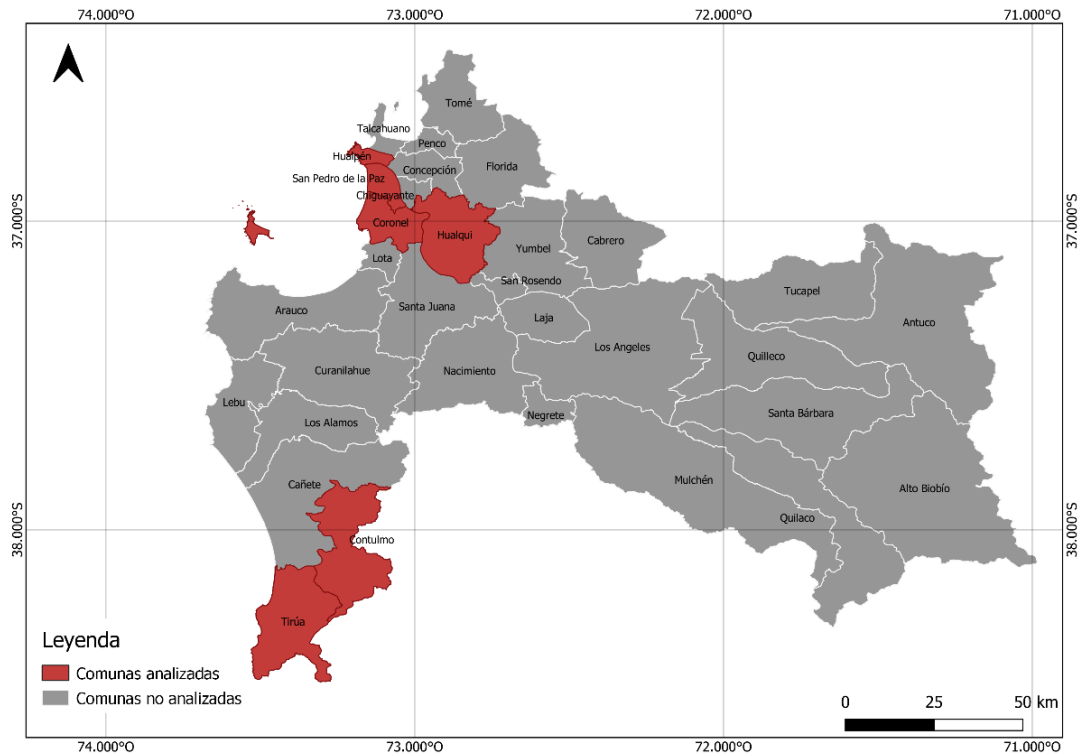 74.000°O 73.000°O 72.000°O 71.000°O
Tomé
Talcahuano
Penco
Hualpén
Concepción
Florida
San Pedro de la Paz
Chiguayante
37.000°S 37.000°S
Coronel
Hualqui
Cabrero
Yumbel
Lota
San Rosendo
Tucapel
Santa Juana
Arauco
Laja
Antuco
Los Angeles
Quilleco
Curanilahue
Nacimiento
Lebu
Negrete
Santa Bárbara
Los Alamos
Cañete
Mulchén
Alto Biobío
Quilaco
38.000°S 38.000°S
Contulmo
Tirúa
Leyenda
Comunas analizadas
Comunas no analizadas
0 25 50 km
74.000°O 73.000°O 72.000°O 71.000°O